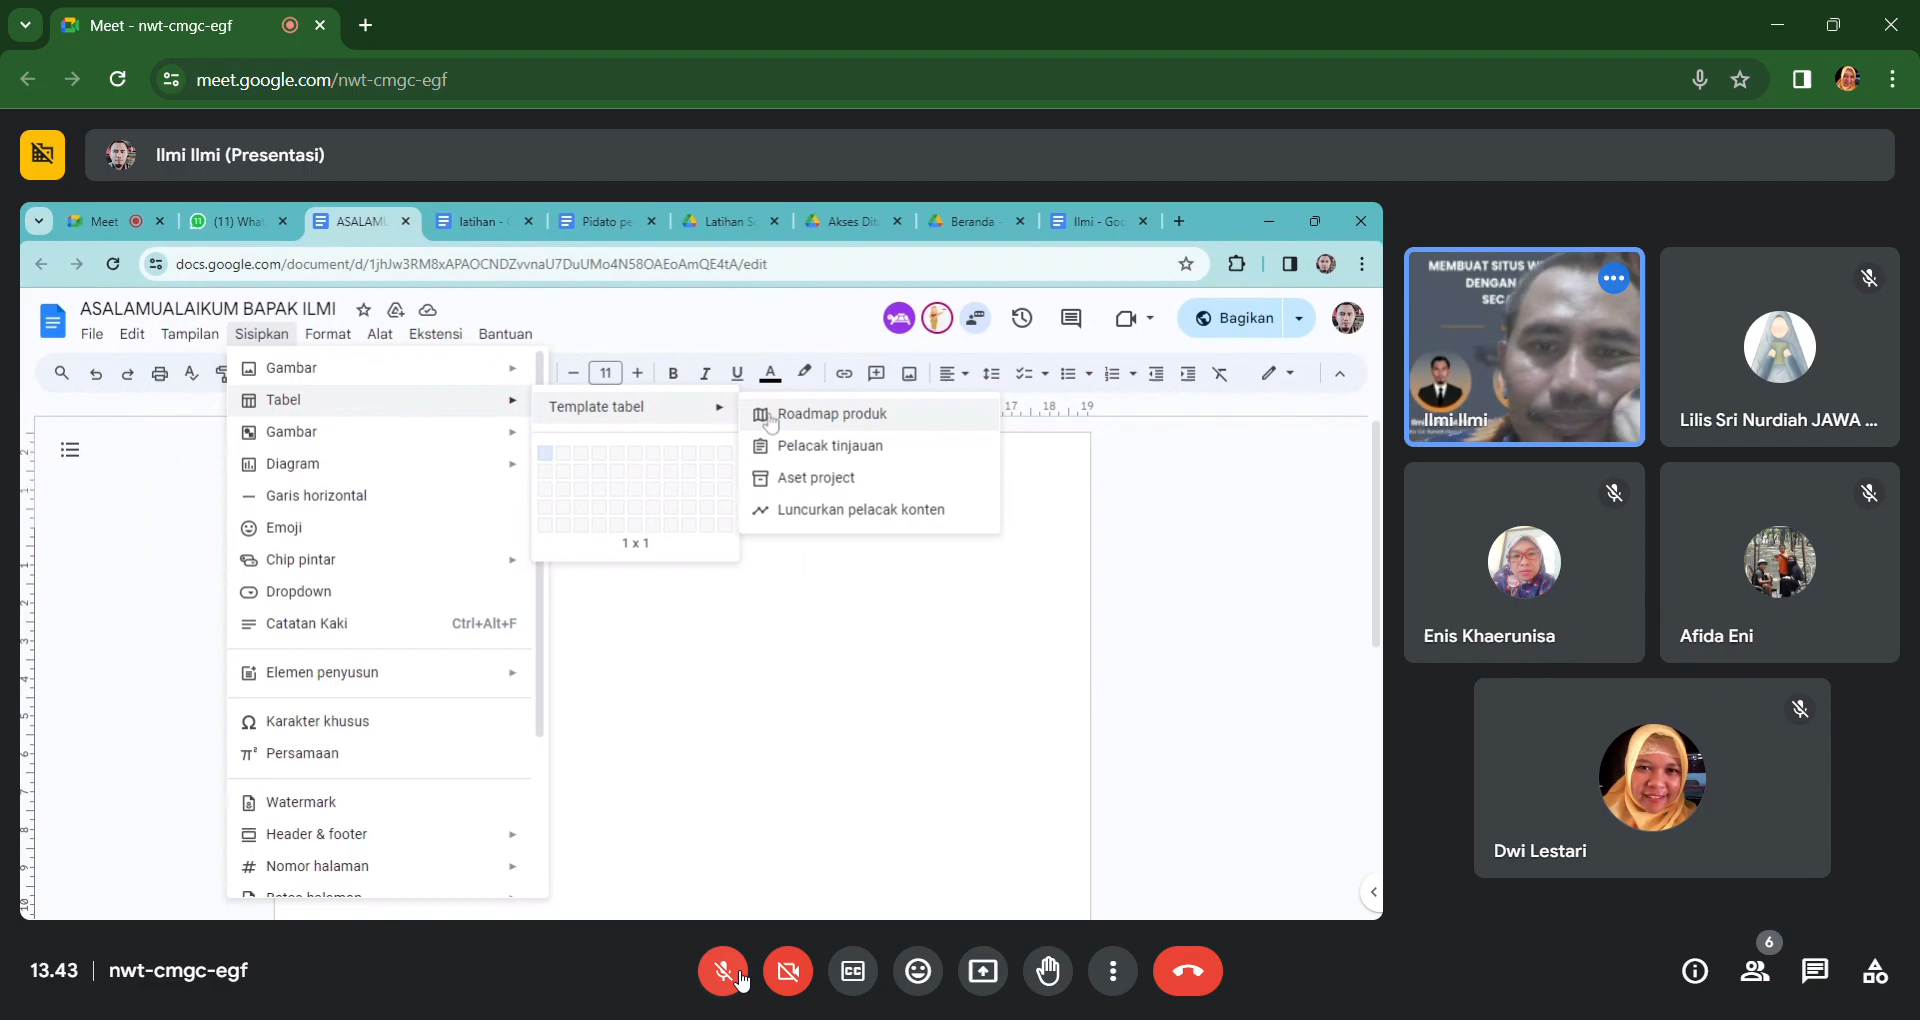 Meet - nwt-cmgc-egf
meet.google.com/nwt-cmgc-egf
Ilmi Ilmi (Presentasi)
Meet
(11) What
ASALAMU
latihan -
Pidato pe
Latihan S
Akses Dit
Beranda -
Ilmi - Goo
docs.google.com/document/d/1jhJw3RM8xAPAOCNDZvvnaU7DuUMo4N58OAEoAmQE4tA/edit
ASALAMUALAIKUM BAPAK ILMI
File Edit Tampilan Sisipkan Format Alat Ekstensi Bantuan
Bagikan
11
17 18 19
Gambar
Tabel
Gambar
Diagram
Garis horizontal
Emoji
Chip pintar
Dropdown
Catatan Kaki Ctrl+Alt+F
Elemen penyusun
Karakter khusus
Persamaan
Watermark
Header & footer
Nomor halaman
Batas halaman
Template tabel
1 x 1
Roadmap produk
Pelacak tinjauan
Aset project
Luncurkan pelacak konten
MEMBUAT SITUS W
DENGAN
SEC
Ilmi Ilmi
Lilis Sri Nurdiah JAWA ...
Enis Khaerunisa
Afida Eni
Dwi Lestari
13.43 | nwt-cmgc-egf
6